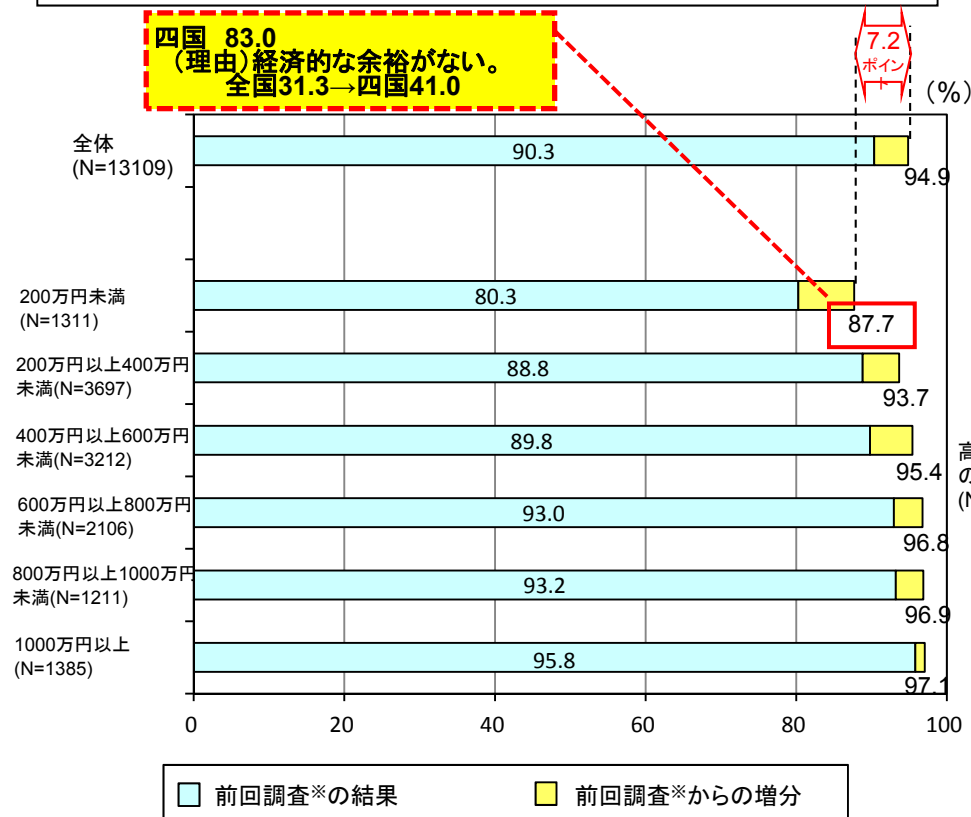 四国 83.0
(理由)経済的な余裕がない。
全国31.3→四国41.0
7.2
ポイン
ト
(%)
全体
(N=13109)
90.3
94.9
200万円未満
(N=1311)
80.3
87.7
200万円以上400万円
未満(N=3697)
88.8
93.7
400万円以上600万円
未満(N=3212)
89.8
95.4
高
の
(N
600万円以上800万円
未満(N=2106)
93.0
96.8
800万円以上1000万円
未満(N=1211)
93.2
96.9
1000万円以上
(N=1385)
95.8
97.1
0 20 40 60 80 100
前回調査※の結果 前回調査※からの増分